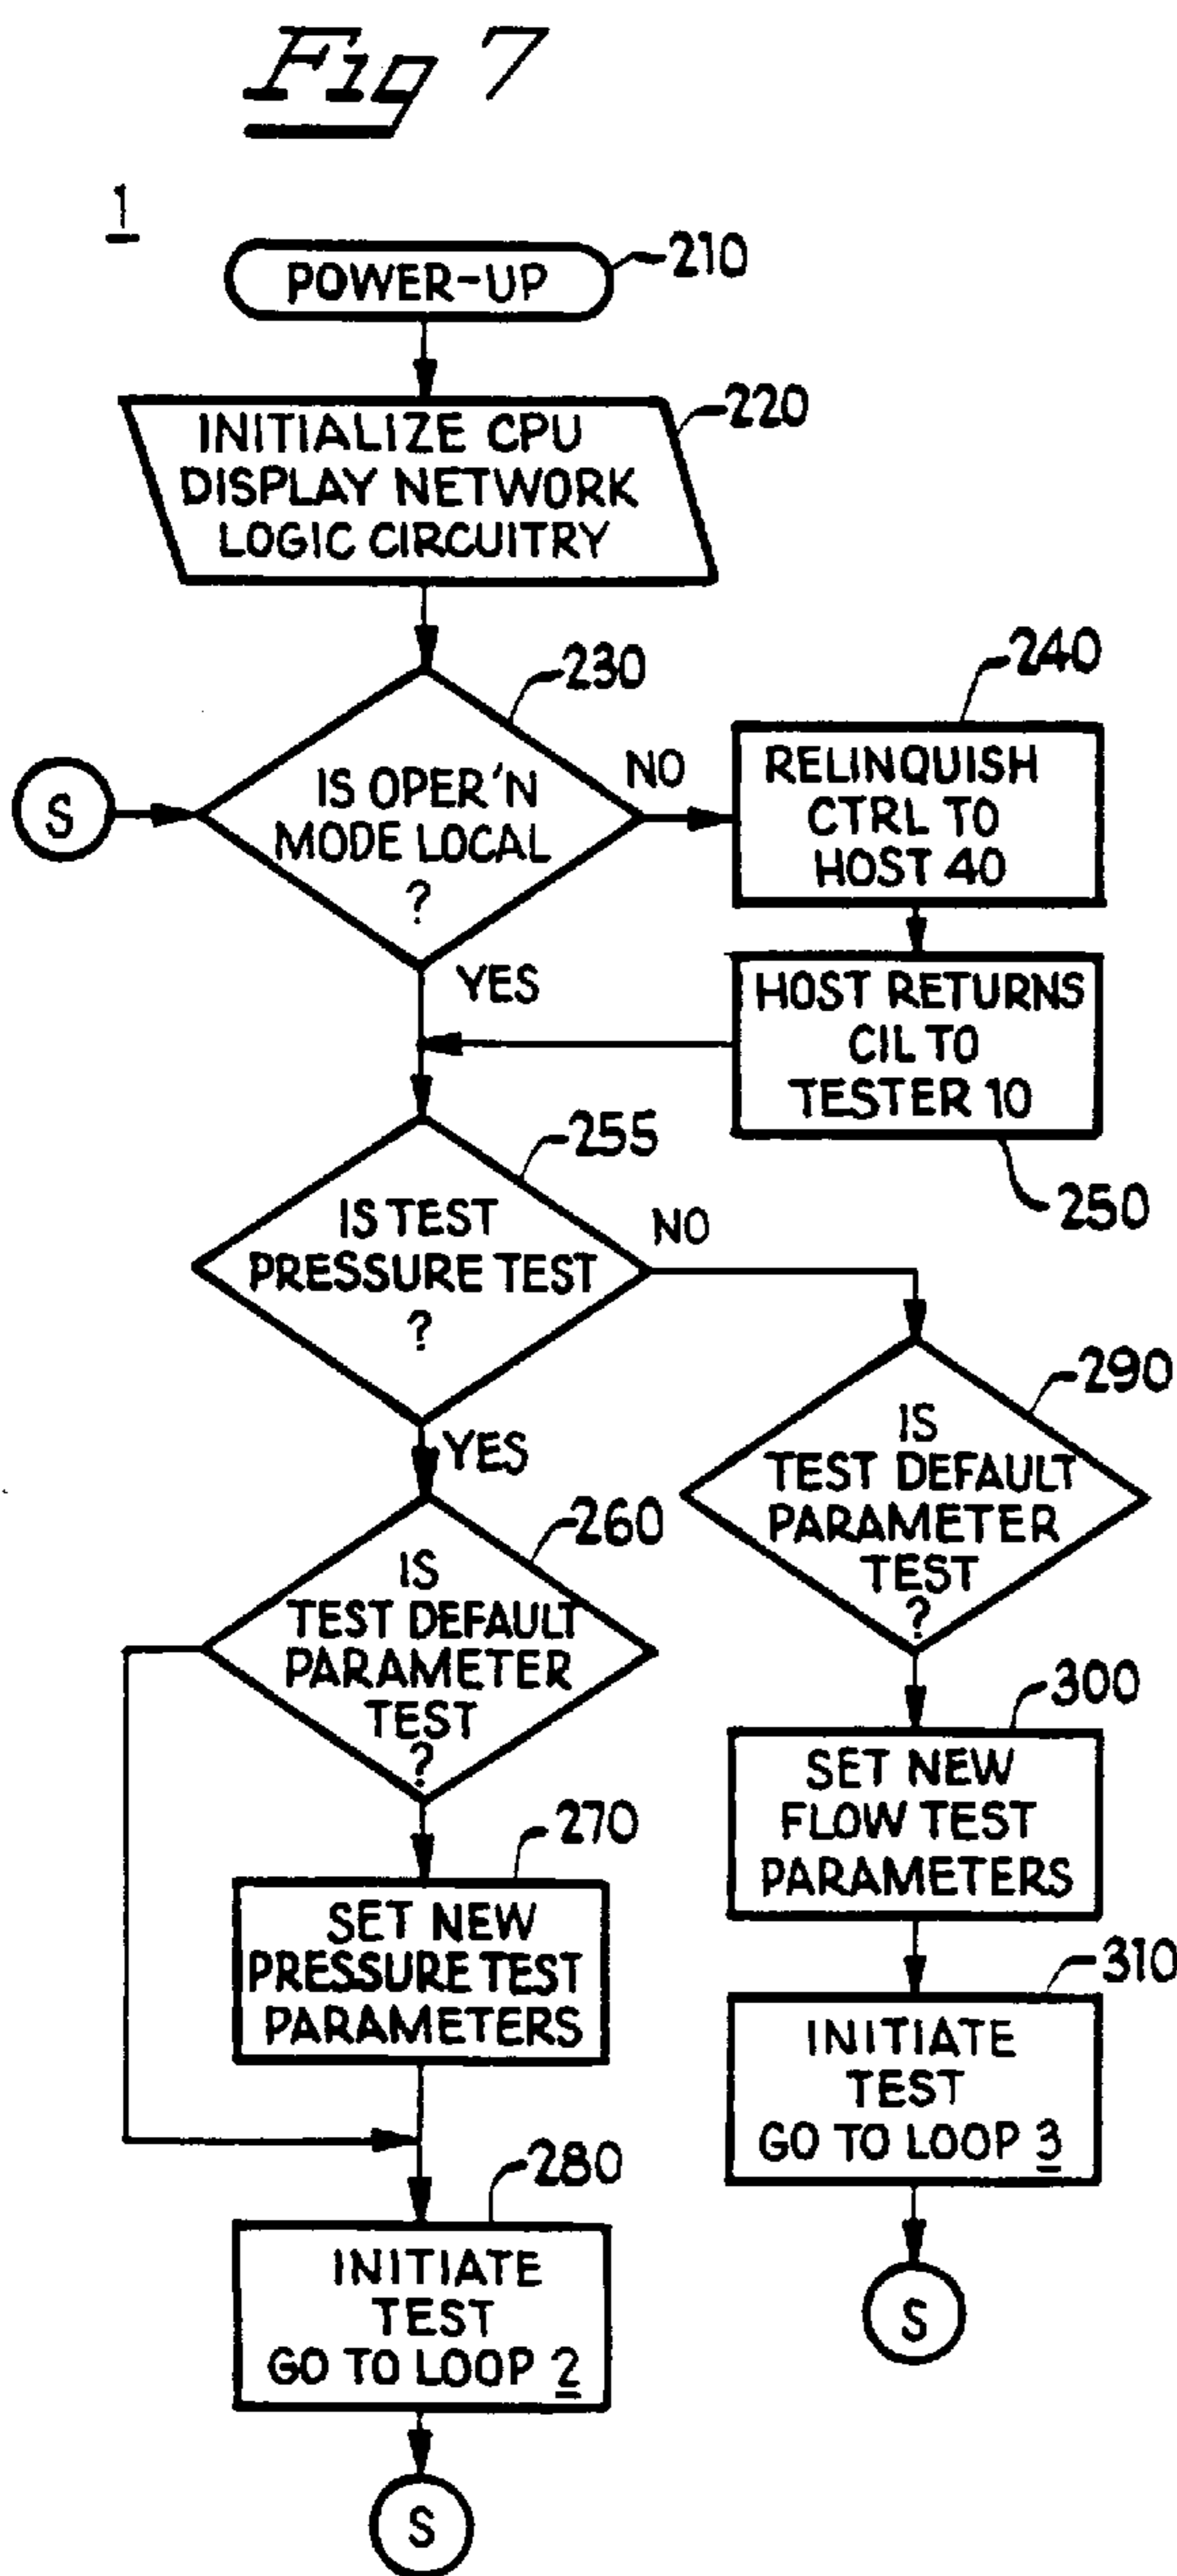 Fig 7
1
POWER-UP
210
INITIALIZE CPU
DISPLAY NETWORK
LOGIC CIRCUITRY
220
S
IS OPER'N
MODE LOCAL
?
230
NO
YES
RELINQUISH
CTRL TO
HOST 40
240
HOST RETURNS
CIL TO
TESTER 10
250
IS TEST
PRESSURE TEST
?
255
NO
YES
IS
TEST DEFAULT
PARAMETER
TEST
?
260
SET NEW
PRESSURE TEST
PARAMETERS
270
INITIATE
TEST
GO TO LOOP 2
280
S
IS
TEST DEFAULT
PARAMETER
TEST
?
290
SET NEW
FLOW TEST
PARAMETERS
300
INITIATE
TEST
GO TO LOOP 3
310
S